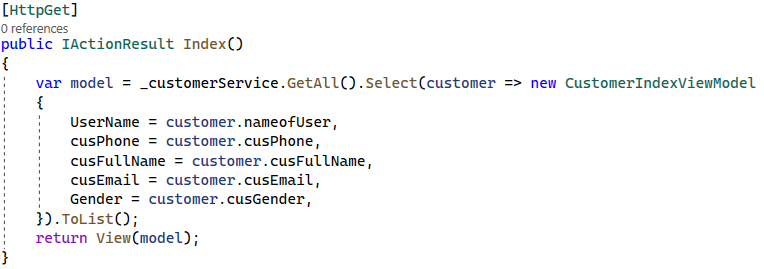 [HttpGet]
0 references
public IActionResult Index()
{
var model = _customerService.GetAll().Select(customer => new CustomerIndexViewModel
{
UserName = customer.nameofUser,
cusPhone = customer.cusPhone,
cusFullName = customer.cusFullName,
cusEmail = customer.cusEmail,
Gender = customer.cusGender,
}).ToList();
return View(model);
}